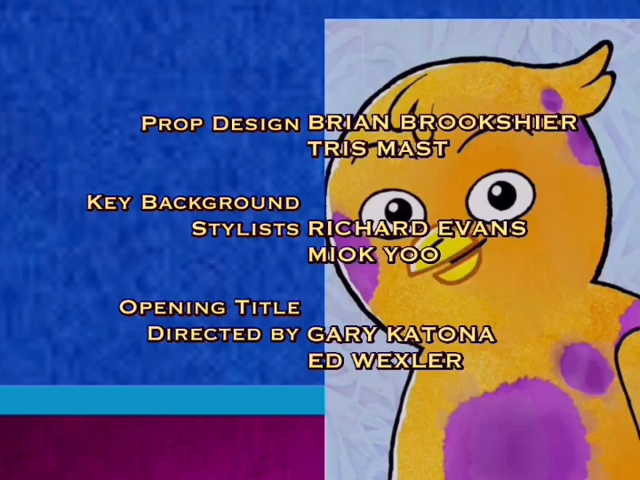 Prop Design BRIAN BROOKSHIER
TRIS MAST
Key Background
Stylists RICHARD EVANS
MIOK YOO
Opening Title
Directed by GARY KATONA
ED WEXLER